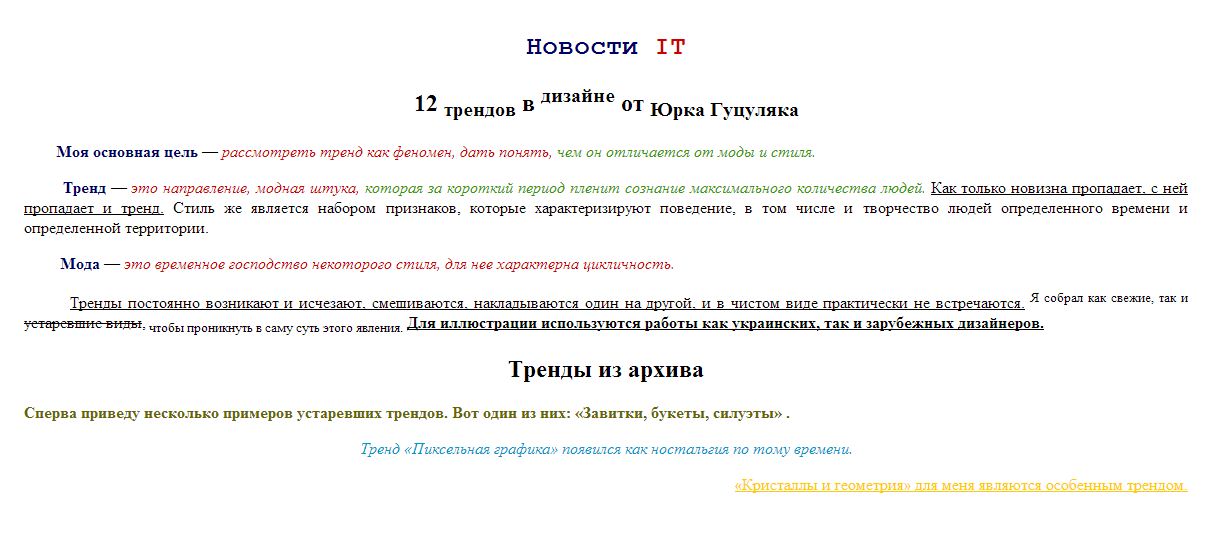 Новости IT
12 трендов в дизайне от Юрка Гуцуляка
Моя основная цель — рассмотреть тренд как феномен, дать понять, чем он отличается от моды и стиля.
Тренд — это направление, модная штука, которая за короткий период пленит сознание максимального количества людей. Как только новизна пропадает, с ней
пропадает и тренд. Стиль же является набором признаков, которые характеризируют поведение, в том числе и творчество людей определенного времени и
определенной территории.
Мода — это временное господство некоторого стиля, для нее характерна цикличность.
Тренды постоянно возникают и исчезают, смешиваются, накладываются один на другой, и в чистом виде практически не встречаются. Я собрал как свежие, так и
устаревшие виды, чтобы проникнуть в саму суть этого явления. Для иллюстрации используются работы как украинских, так и зарубежных дизайнеров.
Тренды из архива
Сперва приведу несколько примеров устаревших трендов. Вот один из них: «Завитки, букеты, силуэты» .
Тренд «Пиксельная графика» появился как ностальгия по тому времени.
«Кристаллы и геометрия» для меня являются особенным трендом.